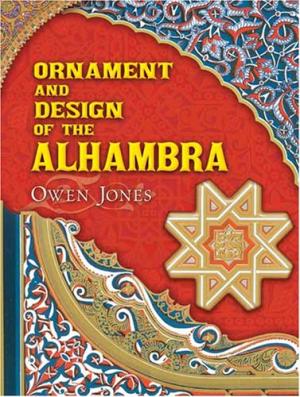 ORNAMENT
AND
DESIGN
OF THE
ALHAMBRA
OWEN JONES